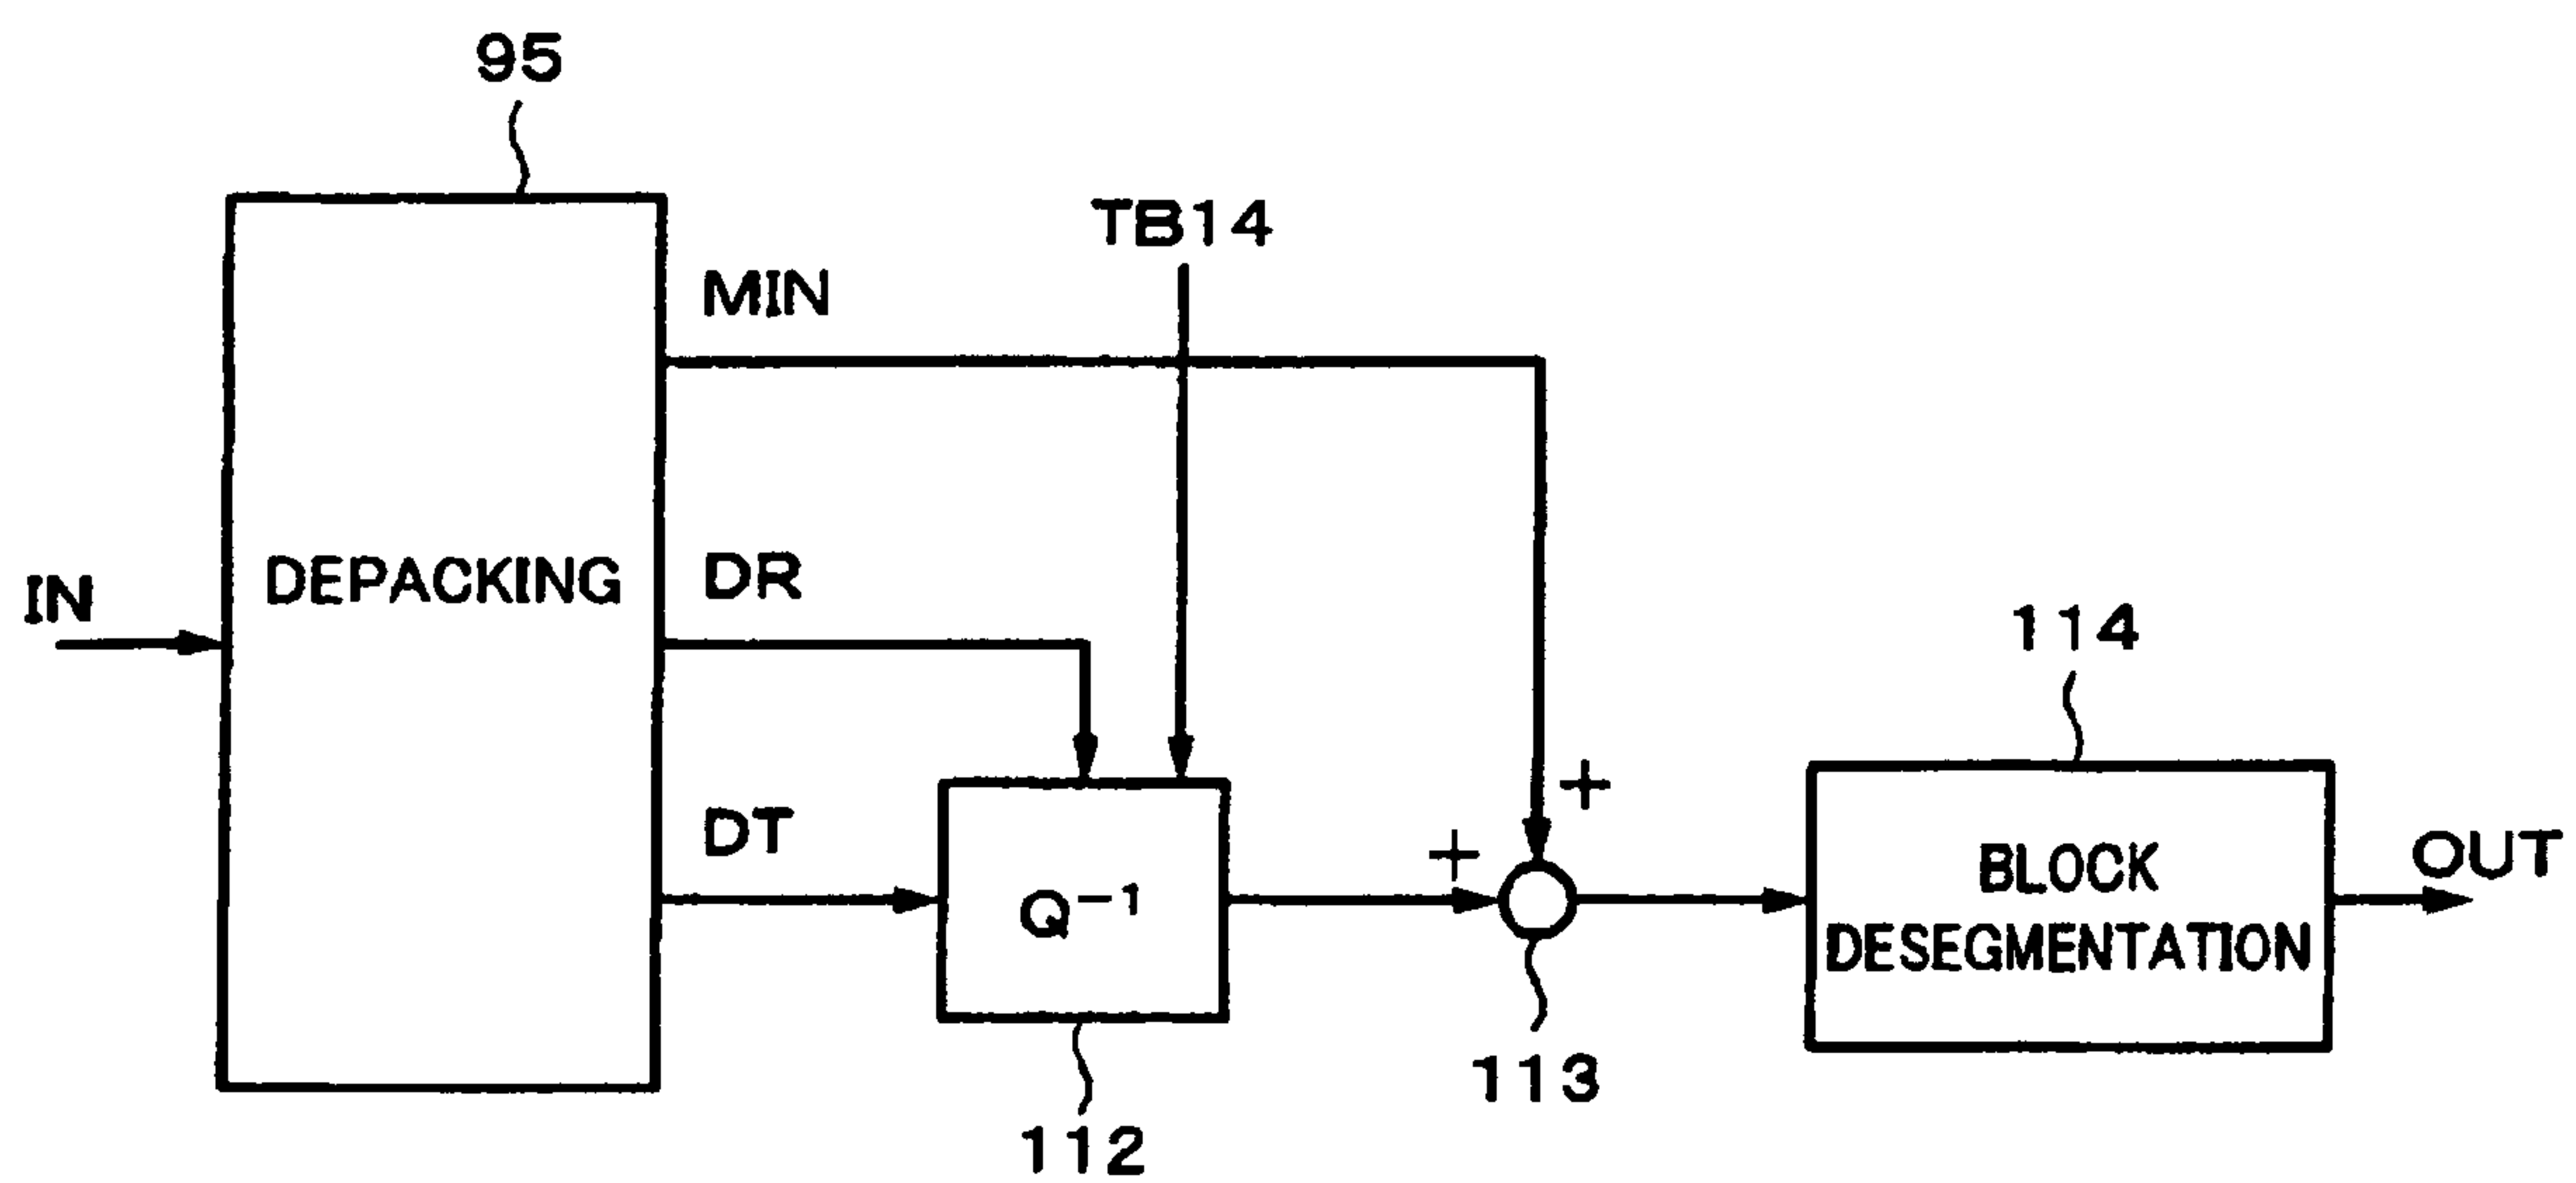 95
TB14
MIN
DR
IN
DEPACKING
114
DT
+
+
OUT
BLOCK
DESEGMENTATION
Q⁻¹
113
112